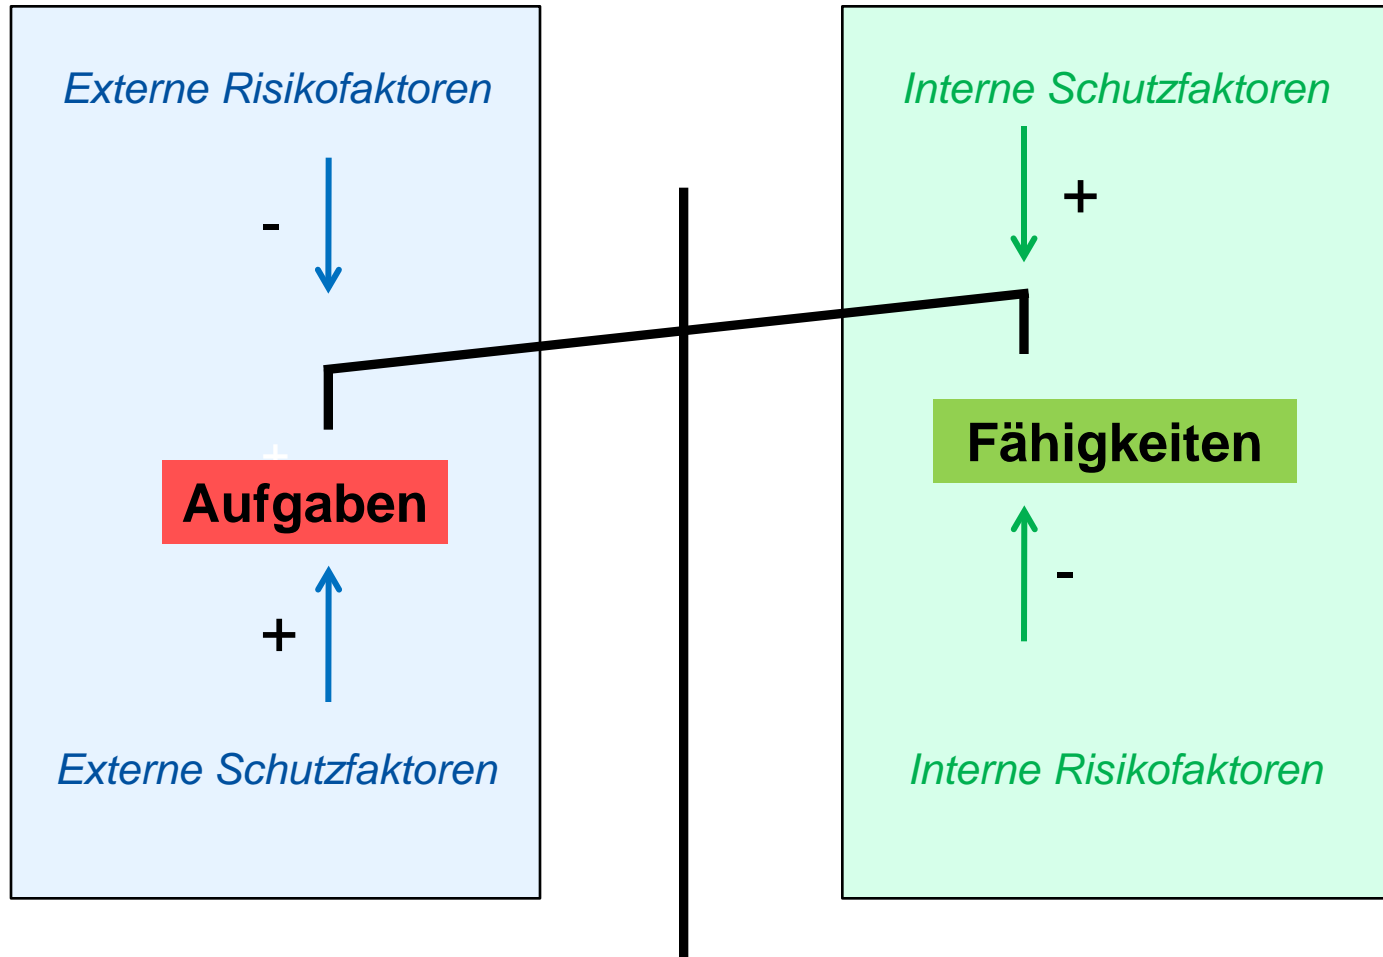 Externe Risikofaktoren
-
+
Aufgaben
+
Externe Schutzfaktoren
Interne Schutzfaktoren
+
Fähigkeiten
-
Interne Risikofaktoren